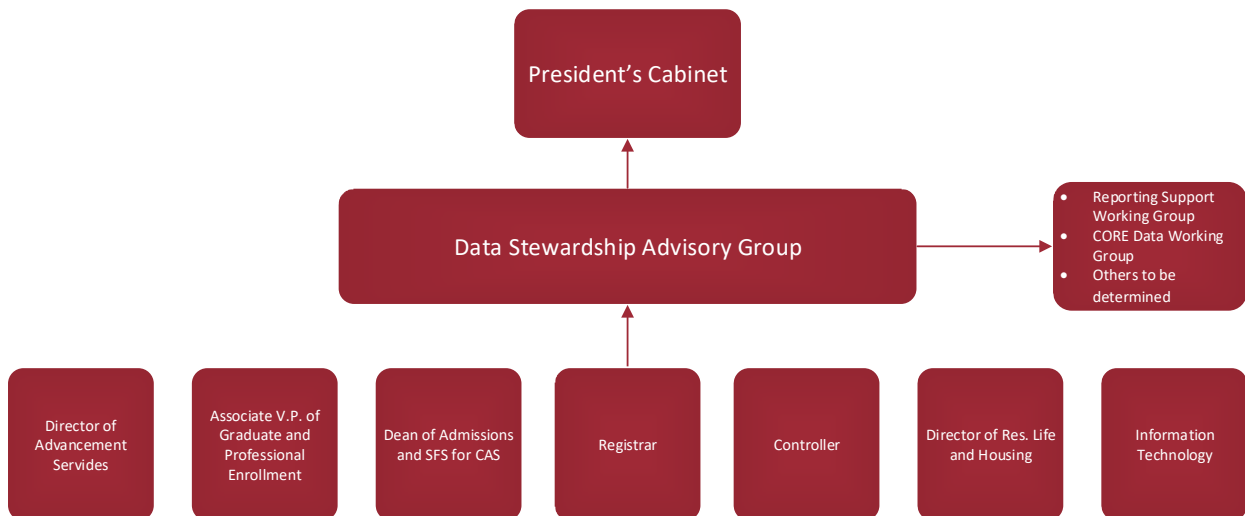 President’s Cabinet
Data Stewardship Advisory Group
• Reporting Support
Working Group
• CORE Data Working
Group
• Others to be
determined
Director of
Advancement
Servides
Associate V.P. of
Graduate and
Professional
Enrollment
Dean of Admissions
and SFS for CAS
Registrar
Controller
Director of Res. Life
and Housing
Information
Technology